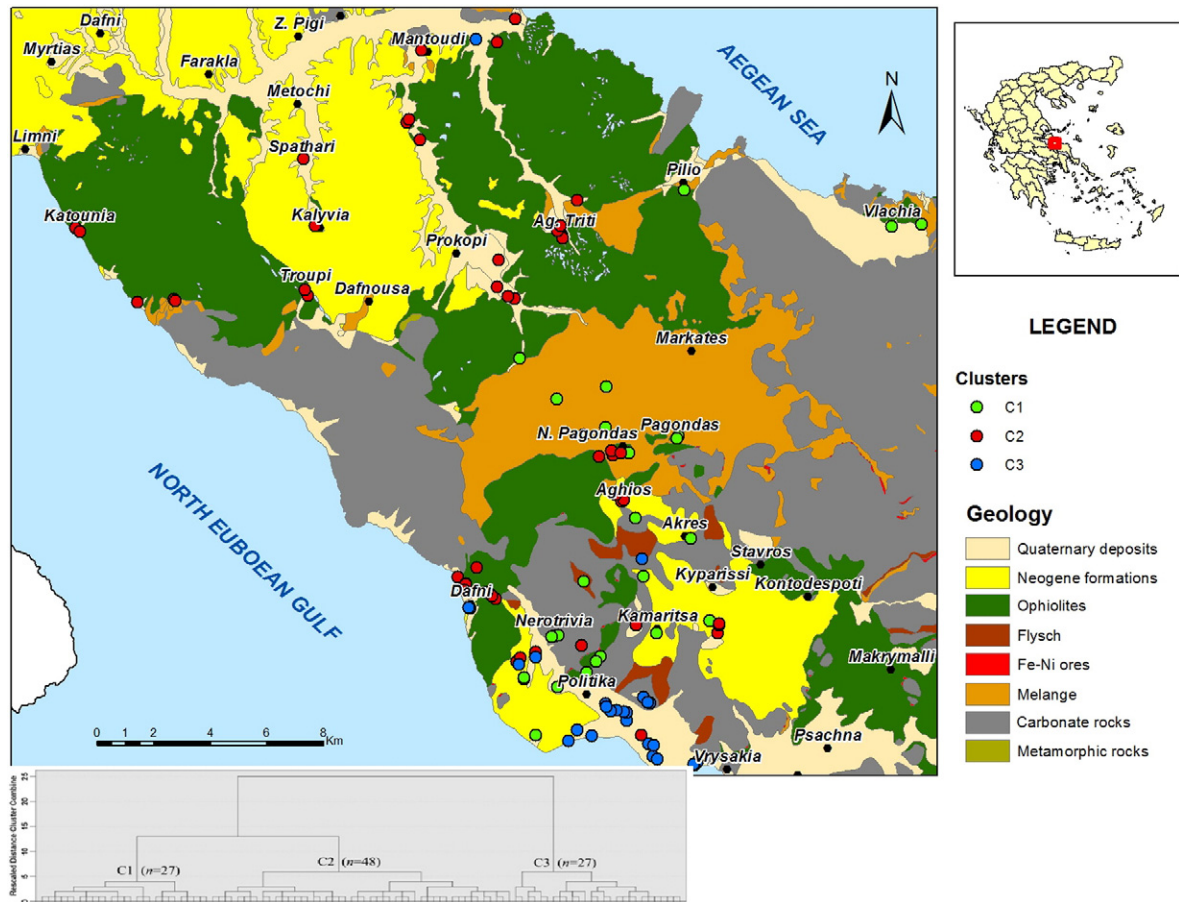 Dafni
Z. Pigi
Myrtias
Mantoudi
Farakla
AEGEAN SEA
N
Metochi
Limni
Spathari
Pilio
Katounia
Kalyvia
Ag. Triti
Vlachia
Prokopi
Troupi
Dafnousa
Markates
N. Pagondas
Pagondas
NORTH EUBOEAN GULF
Aghios
Akres
Stavros
Kyparissi
Kontodespoti
Dafni
Nerotrivia
Kamaritsa
Makrymalli
Politika
Psachna
Vrysakia
0 2 4 8
Km
LEGEND
Clusters
C1
C2
C3
Geology
Quaternary deposits
Neogene formations
Ophiolites
Flysch
Fe-Ni ores
Melange
Carbonate rocks
Metamorphic rocks
Rescaled Distance Cluster Combine
25
20
15
10
5
0
C1 (n=27)
C2 (n=48)
C3 (n=27)